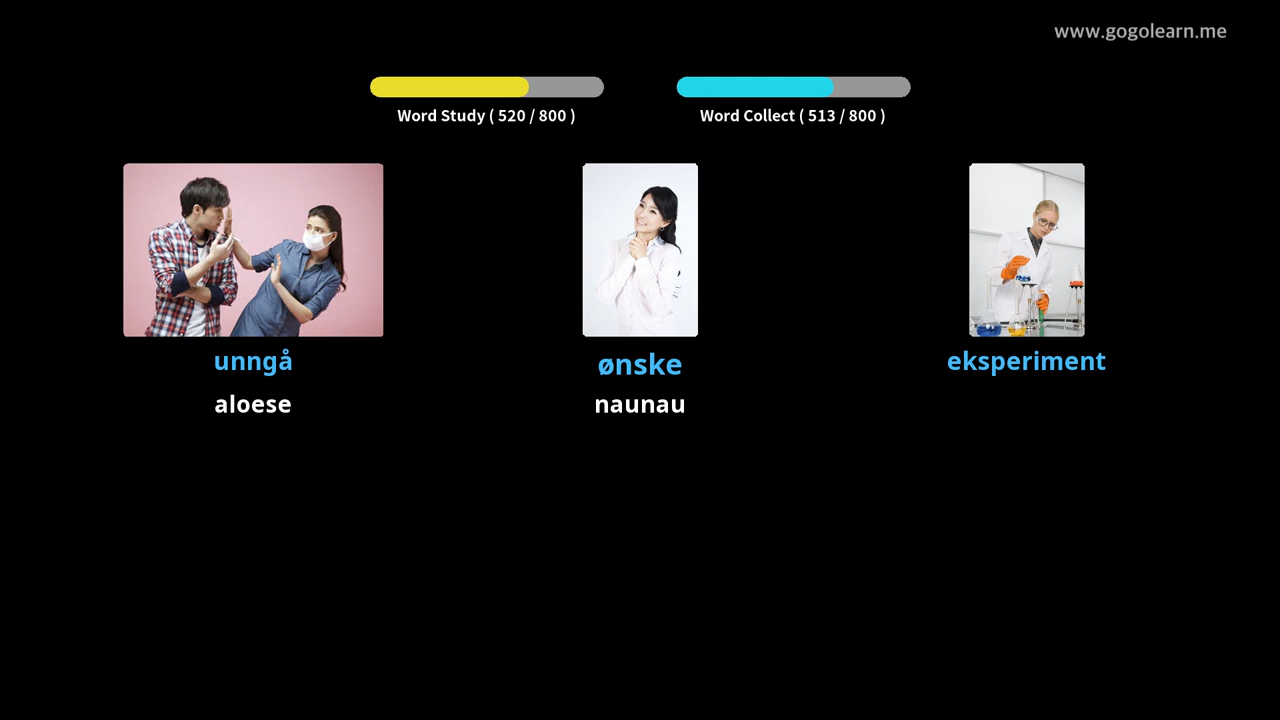 www.gogolearn.me
Word Study ( 520 / 800 )
Word Collect ( 513 / 800 )
unngå
ønske
eksperiment
aloese
naunau